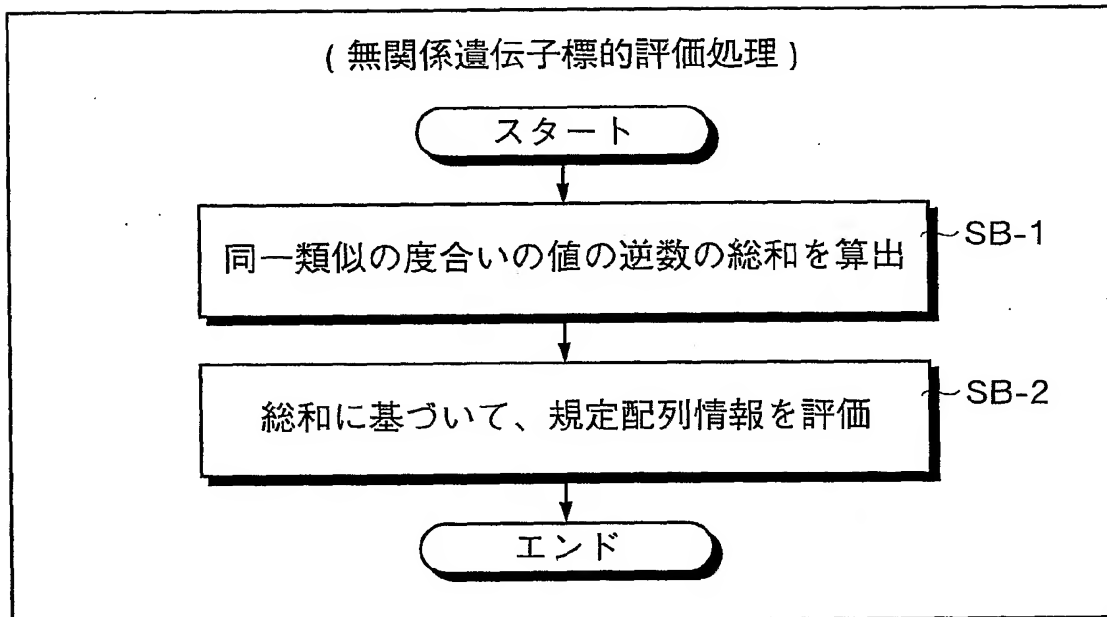 (無関係遺伝子標的評価処理)
スタート
同一類似の度合いの値の逆数の総和を算出
SB-1
総和に基づいて、規定配列情報を評価
SB-2
エンド